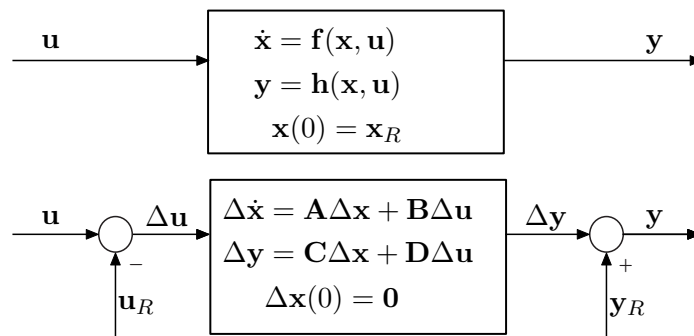 u
ẋ = f(x, u)
y
y = h(x, u)
x(0) = x_R
u
Δu
Δẋ = AΔx + BΔu
Δy
y
Δy = CΔx + DΔu
−
+
u_R
Δx(0) = 0
y_R